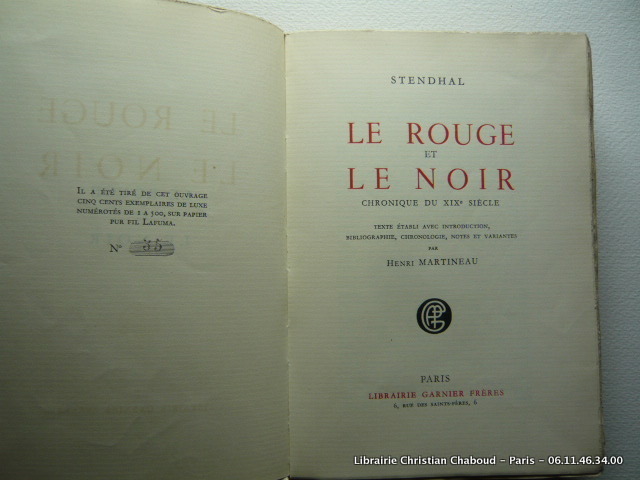 IL A ÉTÉ TIRÉ DE CET OUVRAGE
CINQ CENTS EXEMPLAIRES DE LUXE
NUMÉROTÉS DE 1 A 500, SUR PAPIER
PUR FIL LAFUMA.
N° 35
STENDHAL
LE ROUGE
ET
LE NOIR
CHRONIQUE DU XIXe SIÈCLE
TEXTE ÉTABLI AVEC INTRODUCTION,
BIBLIOGRAPHIE, CHRONOLOGIE, NOTES ET VARIANTES
PAR
HENRI MARTINEAU
PARIS
LIBRAIRIE GARNIER FRÈRES
6, RUE DES SAINTS-PÈRES, 6
Librairie Christian Chaboud - Paris - 06.11.46.34.00